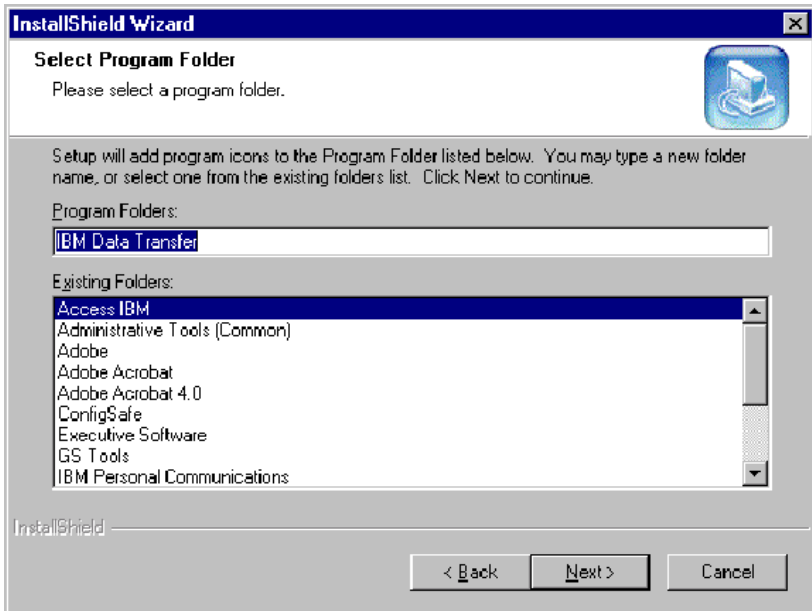 InstallShield Wizard
Select Program Folder
Please select a program folder.
Setup will add program icons to the Program Folder listed below. You may type a new folder
name, or select one from the existing folders list. Click Next to continue.
Program Folders:
IBM Data Transfer
Existing Folders:
Access IBM
Administrative Tools (Common)
Adobe
Adobe Acrobat
Adobe Acrobat 4.0
ConfigSafe
Executive Software
GS Tools
IBM Personal Communications
InstallShield
< Back
Next >
Cancel